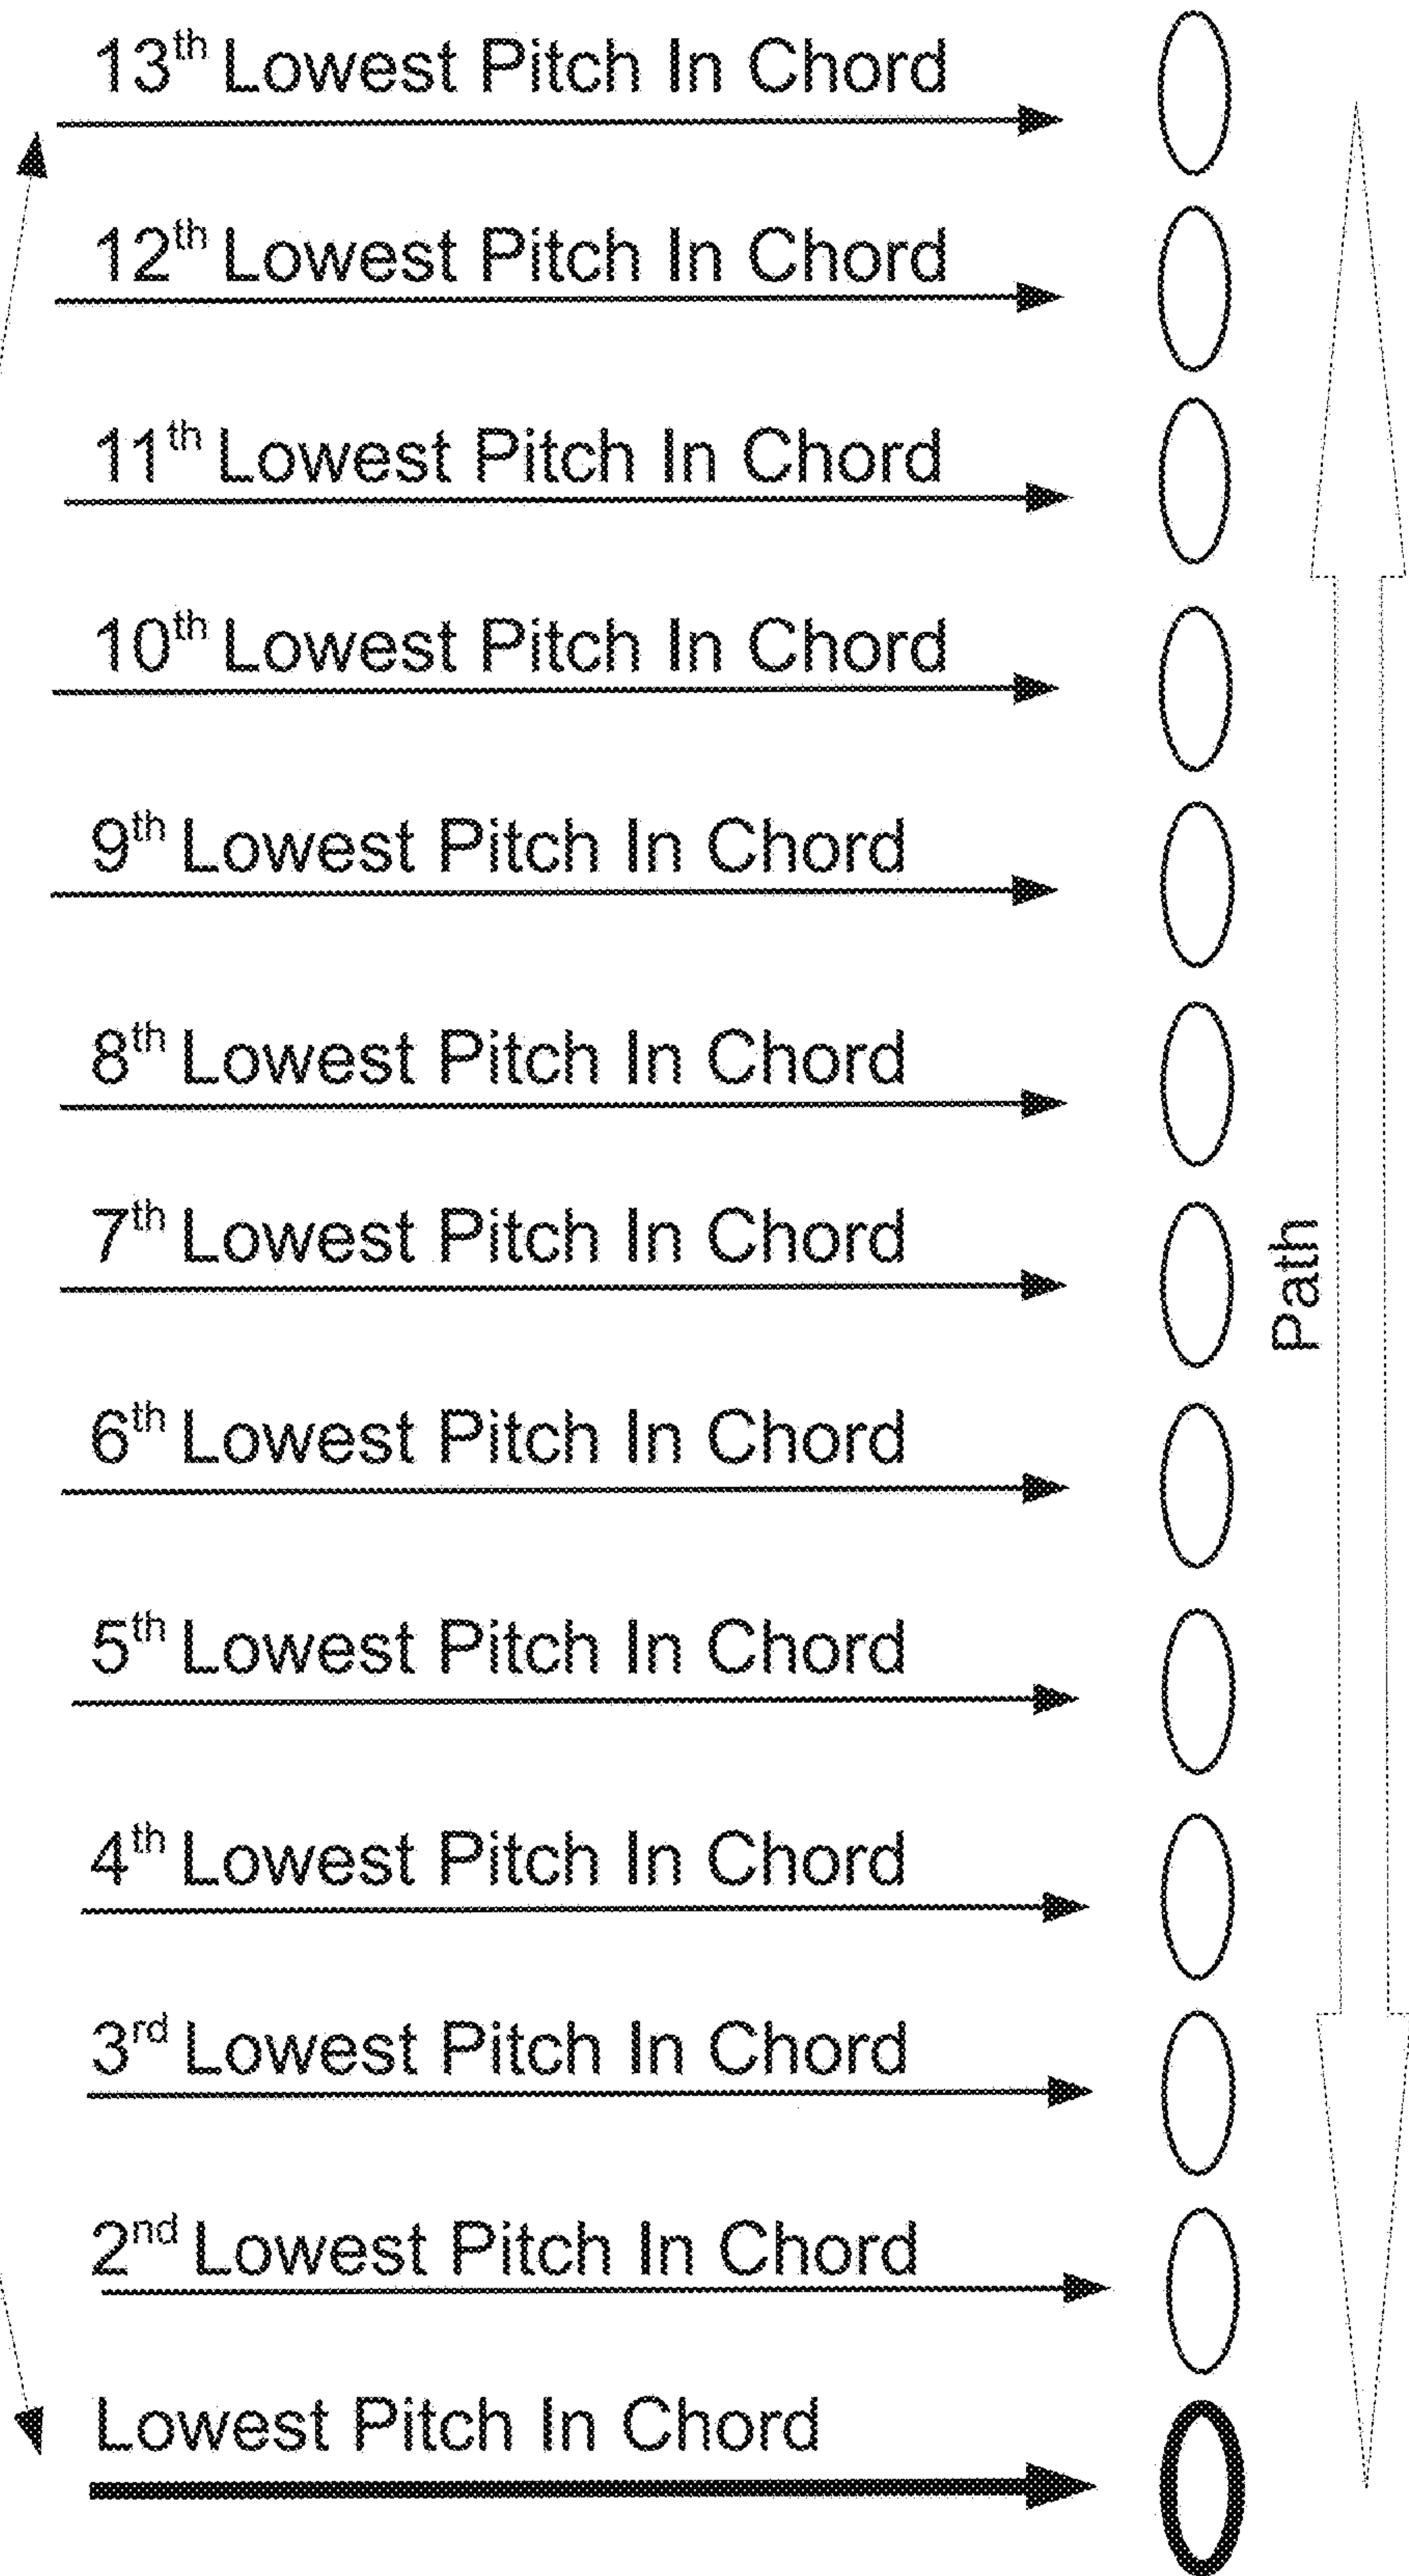 13th Lowest Pitch In Chord
12th Lowest Pitch In Chord
11th Lowest Pitch In Chord
10th Lowest Pitch In Chord
9th Lowest Pitch In Chord
8th Lowest Pitch In Chord
7th Lowest Pitch In Chord
Path
6th Lowest Pitch In Chord
5th Lowest Pitch In Chord
4th Lowest Pitch In Chord
3rd Lowest Pitch In Chord
2nd Lowest Pitch In Chord
Lowest Pitch In Chord